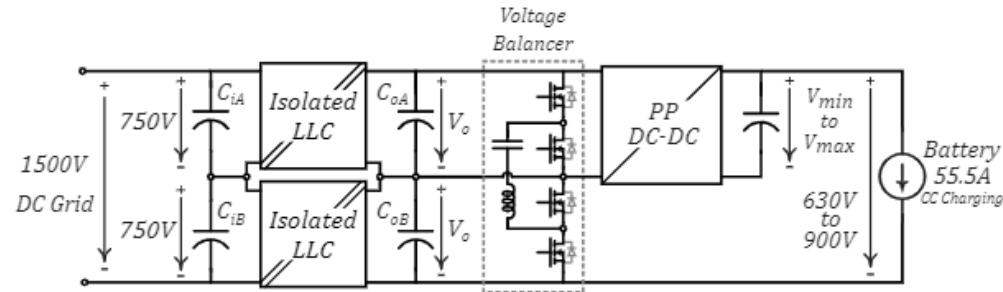 Voltage
Balancer
C_iA
Isolated
LLC
C_oA
750V
V_o
PP
DC-DC
V_min
to
V_max
1500V
DC Grid
Battery
55.5A
CC Charging
750V
C_iB
Isolated
LLC
C_oB
V_o
630V
to
900V
+
-
+
-
+
-
+
-
+
-
+
-
+
-